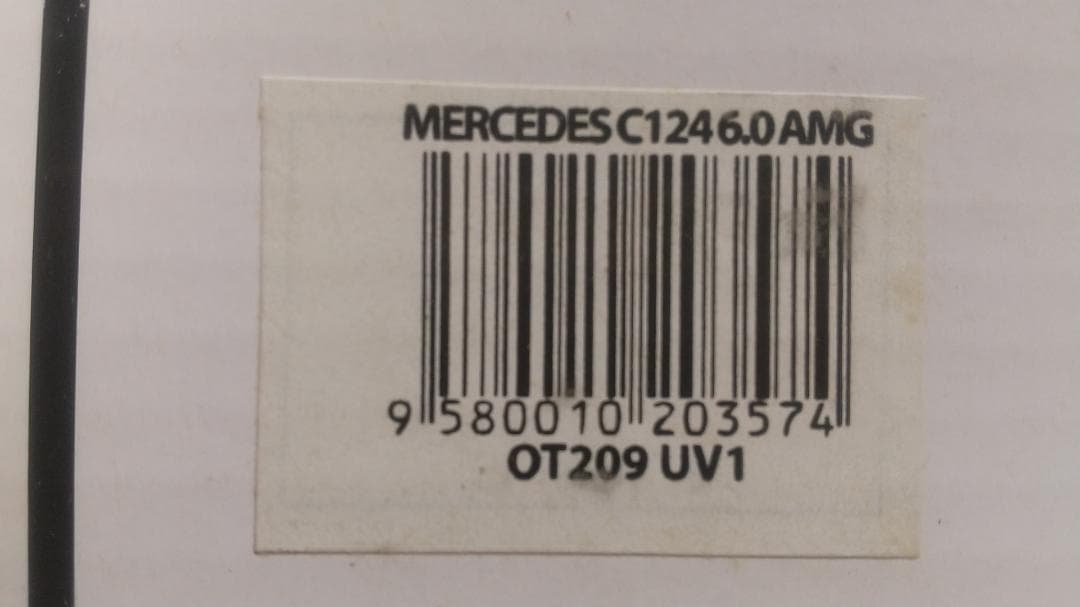 MERCEDES C124 6.0 AMG
9 580010 203574
OT209 UV1